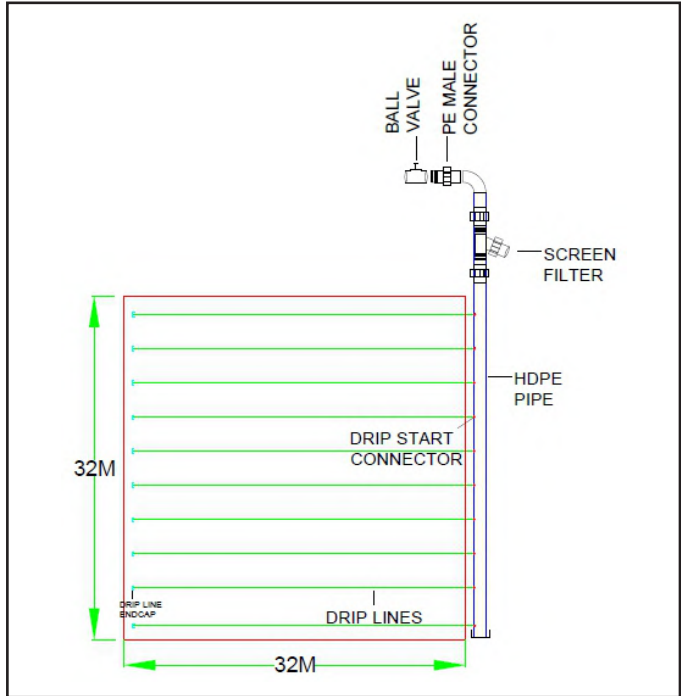 BALL
VALVE
PE MALE
CONNECTOR
SCREEN
FILTER
HDPE
PIPE
DRIP START
CONNECTOR
32M
DRIP LINE
ENDCAP
DRIP LINES
32M